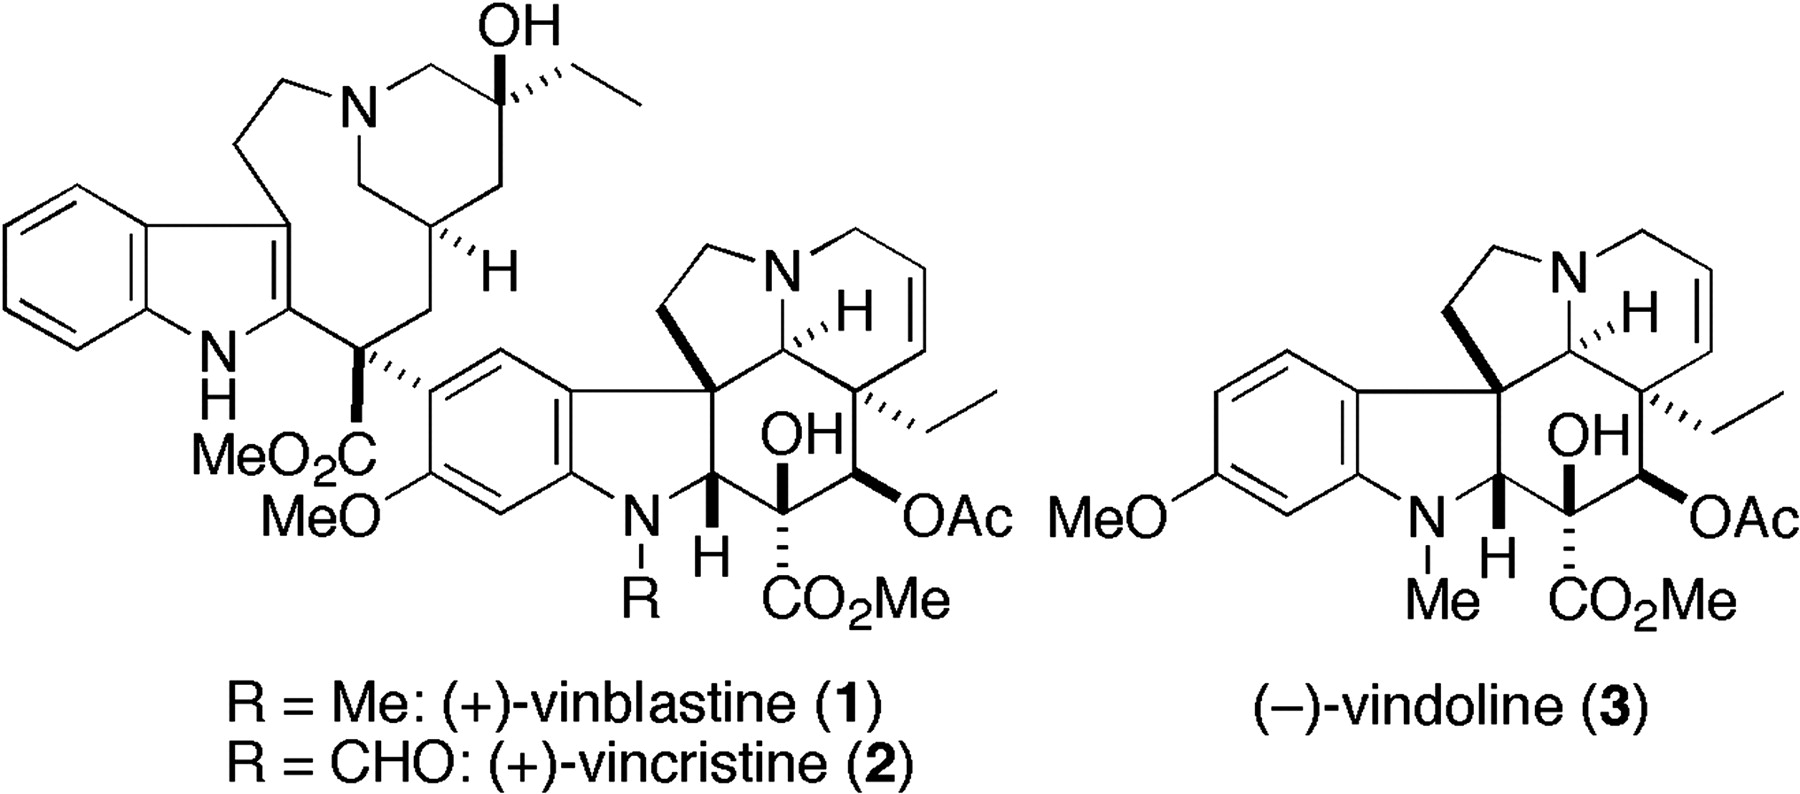 OH
N
H
N
H
MeO₂C
MeO
N
R
H
N
H
OH
OAc
CO₂Me
MeO
N
Me
H
N
H
OH
OAc
CO₂Me
R = Me: (+)-vinblastine (1)
R = CHO: (+)-vincristine (2)
(–)-vindoline (3)